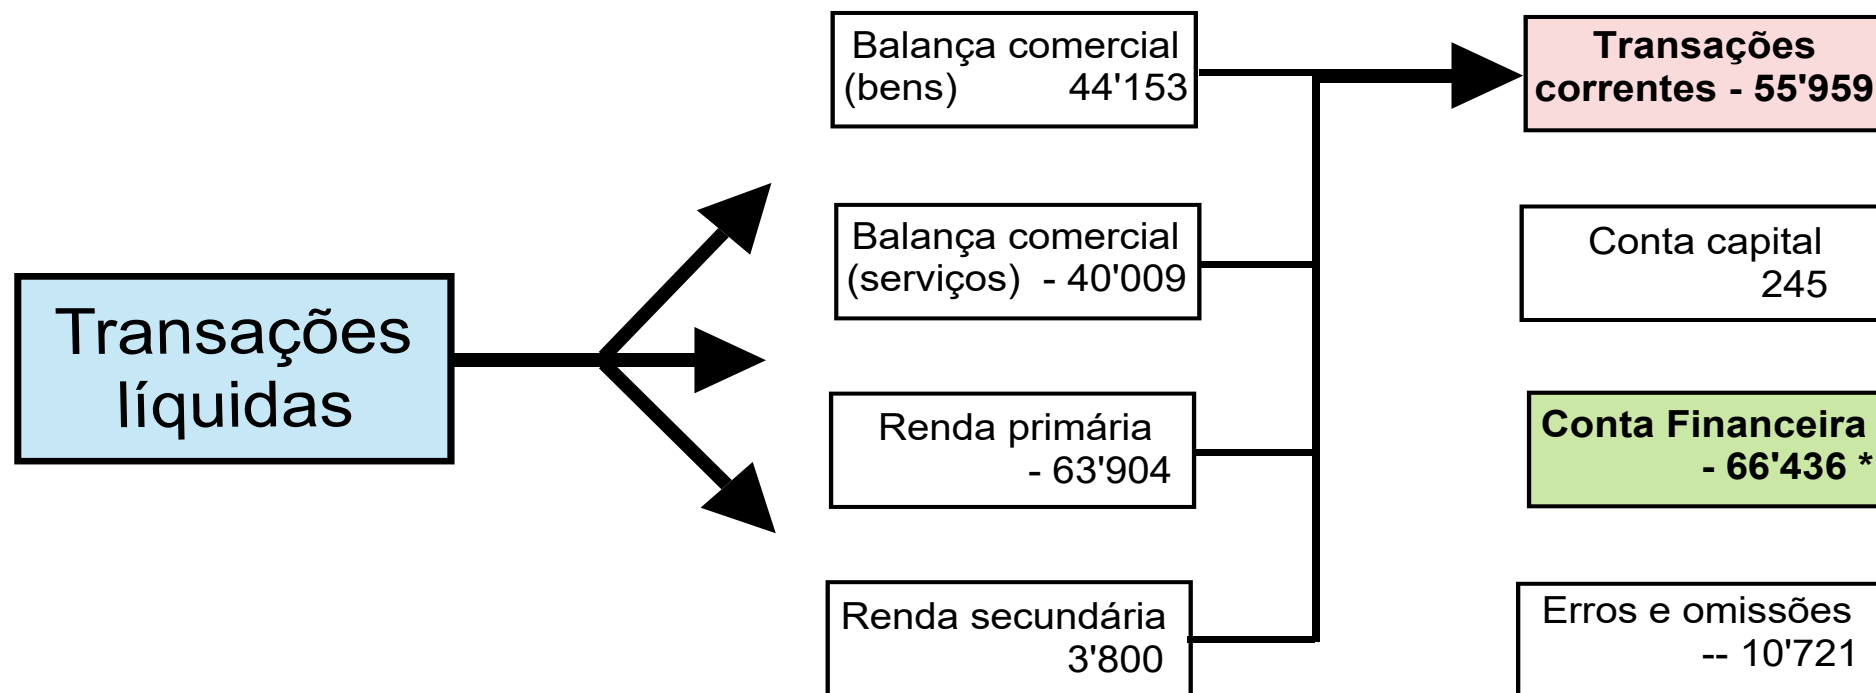 Transações
líquidas
Balança comercial
(bens) 44'153
Balança comercial
(serviços) - 40'009
Renda primária
- 63'904
Renda secundária
3'800
Transações
correntes - 55'959
Conta capital
245
Conta Financeira
- 66'436 *
Erros e omissões
-- 10'721